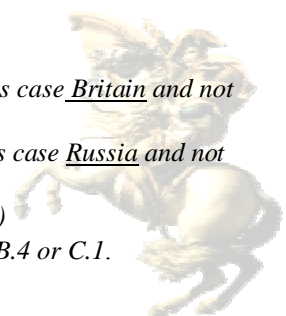 s case Britain and not
s case Russia and not
)
B.4 or C.1.